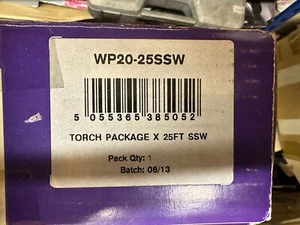 WP20-25SSW
5 055365 385052
TORCH PACKAGE X 25FT SSW
Pack Qty: 1
Batch: 08/13